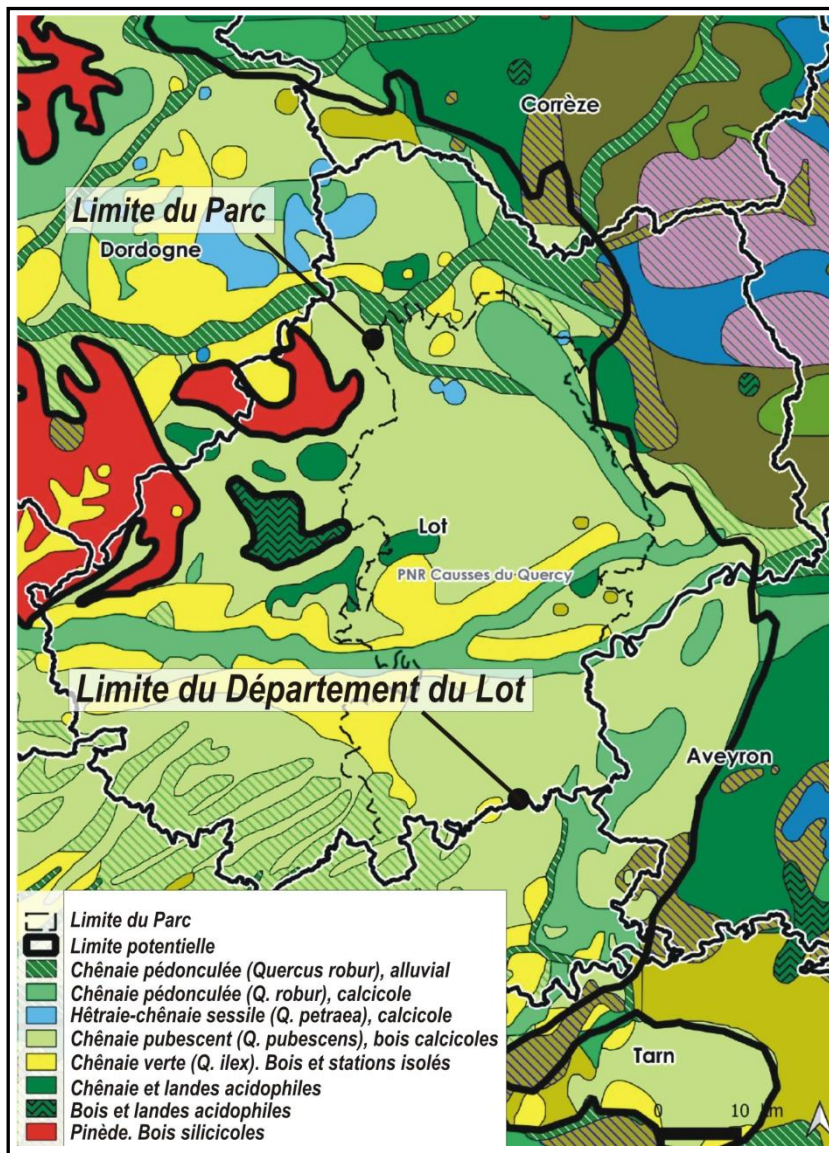 Corrèze
Limite du Parc
Dordogne
Lot
PNR Causses du Quercy
Limite du Département du Lot
Aveyron
Limite du Parc
Limite potentielle
Chênaie pédonculée (Quercus robur), alluvial
Chênaie pédonculée (Q. robur), calcicole
Hêtraie-chênaie sessile (Q. petraea), calcicole
Chênaie pubescent (Q. pubescens), bois calcicoles
Chênaie verte (Q. ilex). Bois et stations isolés
Chênaie et landes acidophiles
Bois et landes acidophiles
Pinède. Bois silicicoles
Tarn
0 10 km